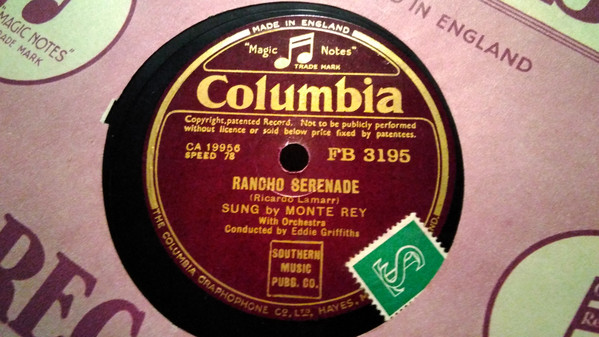 MADE IN ENGLAND
"Magic Notes"
TRADE MARK
Columbia
Copyright, patented Record. Not to be publicly performed
without licence or sold below price fixed by patentees.
CA 19956
SPEED 78
FB 3195
RANCHO SERENADE
(Ricardo Lamarr)
SUNG by MONTE REY
With Orchestra
Conducted by Eddie Griffiths
SOUTHERN
MUSIC
PUBB. CO.
THE COLUMBIA GRAPHOPHONE CO., LTD., HAYES,
"MAGIC NOTES"
TRADE MARK
IN ENGLAND
REC
IN ENGLAND